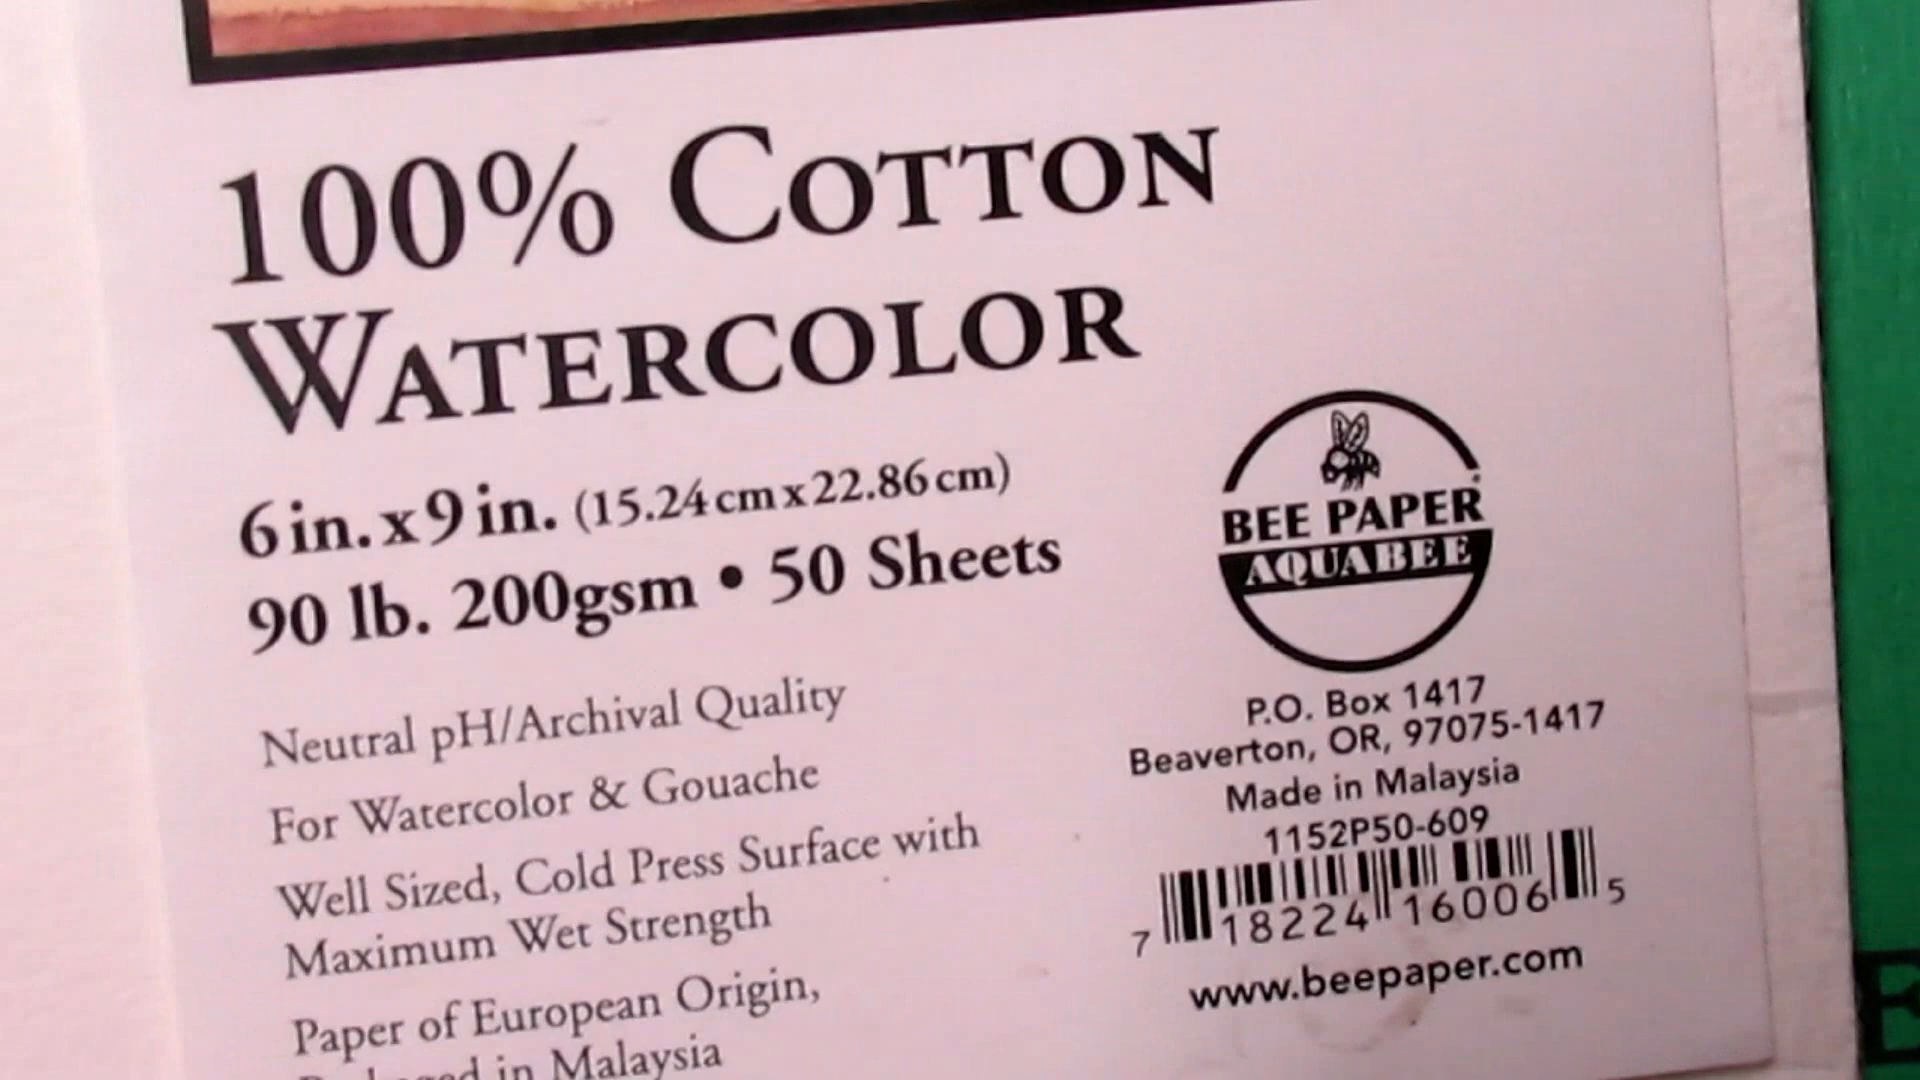 100% COTTON
WATERCOLOR
6 in. x 9 in. (15.24 cm x 22.86 cm)
90 lb. 200gsm • 50 Sheets
Neutral pH/Archival Quality
For Watercolor & Gouache
Well Sized, Cold Press Surface with
Maximum Wet Strength
Paper of European Origin,
in Malaysia
BEE PAPER
AQUABEE
P.O. Box 1417
Beaverton, OR, 97075-1417
Made in Malaysia
1152P50-609
7 18224 16006 5
www.beepaper.com
E